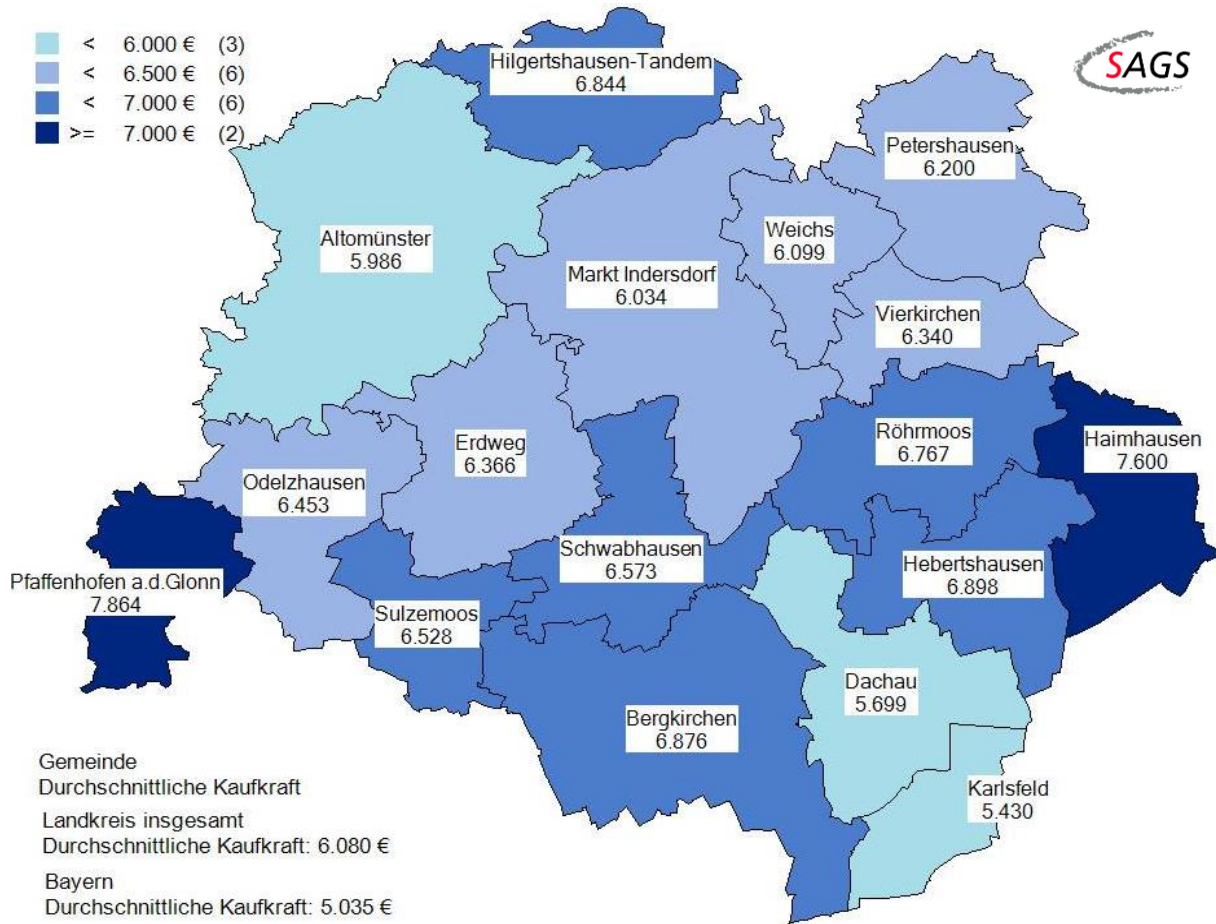 < 6.000 € (3)
< 6.500 € (6)
< 7.000 € (6)
>= 7.000 € (2)
SAGS
Hilgertshausen-Tandern
6.844
Petershausen
6.200
Altomünster
5.986
Weichs
6.099
Markt Indersdorf
6.034
Vierkirchen
6.340
Erdweg
6.366
Röhrmoos
6.767
Haimhausen
7.600
Odelzhausen
6.453
Schwabhausen
6.573
Hebertshausen
6.898
Pfaffenhofen a.d.Glonn
7.864
Sulzemoos
6.528
Dachau
5.699
Bergkirchen
6.876
Karlsfeld
5.430
Gemeinde
Durchschnittliche Kaufkraft
Landkreis insgesamt
Durchschnittliche Kaufkraft: 6.080 €
Bayern
Durchschnittliche Kaufkraft: 5.035 €